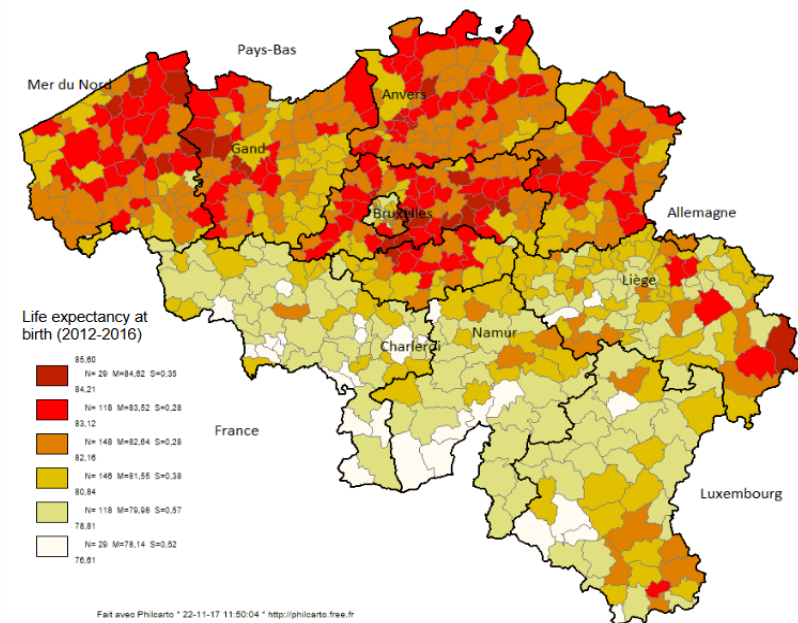 Pays-Bas
Mer du Nord
Anvers
Gand
Bruxelles
Allemagne
Liège
Life expectancy at
birth (2012-2016)
Namur
Charleroi
85,60
N= 29 M=84,62 S=0,35
84,21
N= 118 M=83,52 S=0,28
83,12
N= 148 M=82,64 S=0,28
82,16
N= 146 M=81,55 S=0,38
80,84
N= 118 M=79,98 S=0,57
78,81
N= 29 M=78,14 S=0,52
76,61
France
Luxembourg
Fait avec Philcarto * 22-11-17 11:50:04 * http://philcarto.free.fr